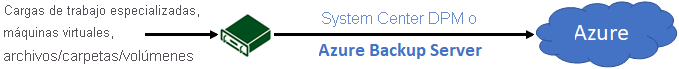 Cargas de trabajo especializadas,
máquinas virtuales,
archivos/carpetas/volúmenes
System Center DPM o
Azure Backup Server
Azure